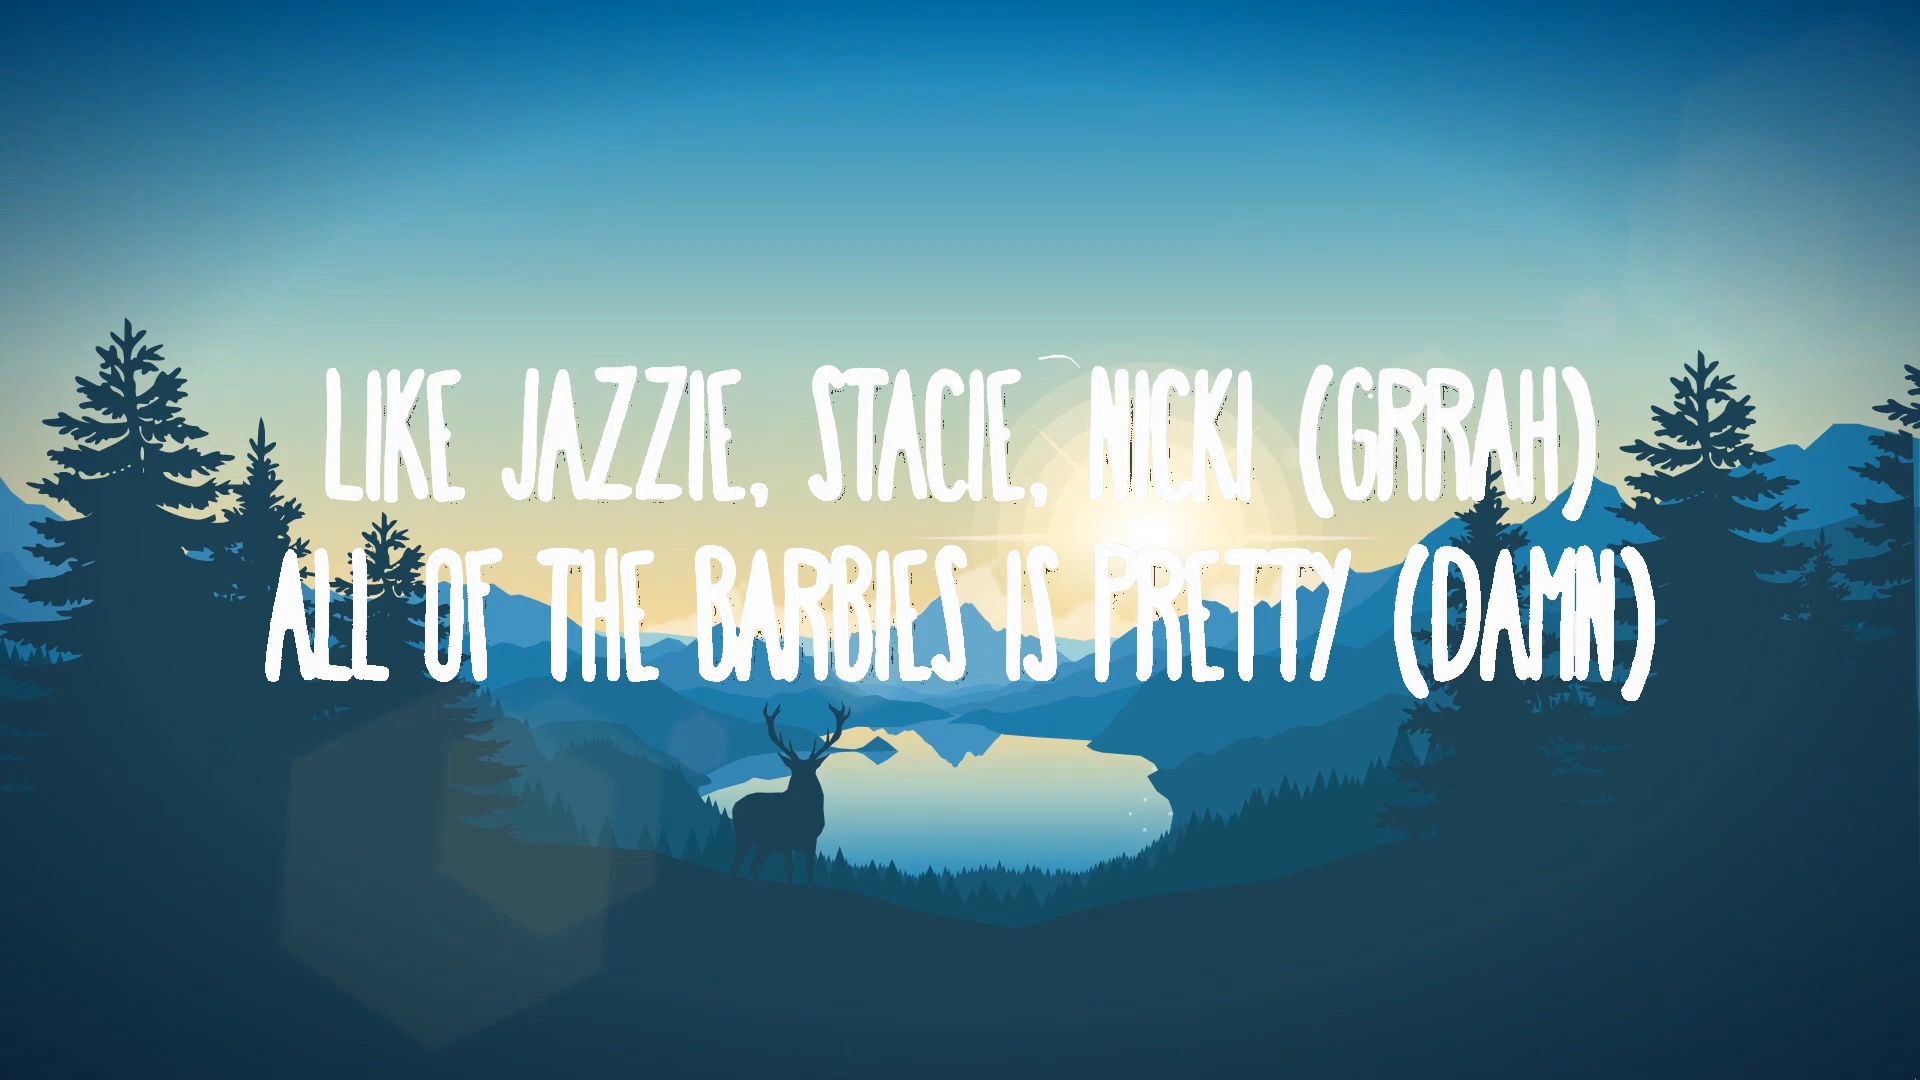 LIKE JAZZIE, STACIE, NICKI (GRRAH)
ALL OF THE BARBIES IS PRETTY (DAMN)